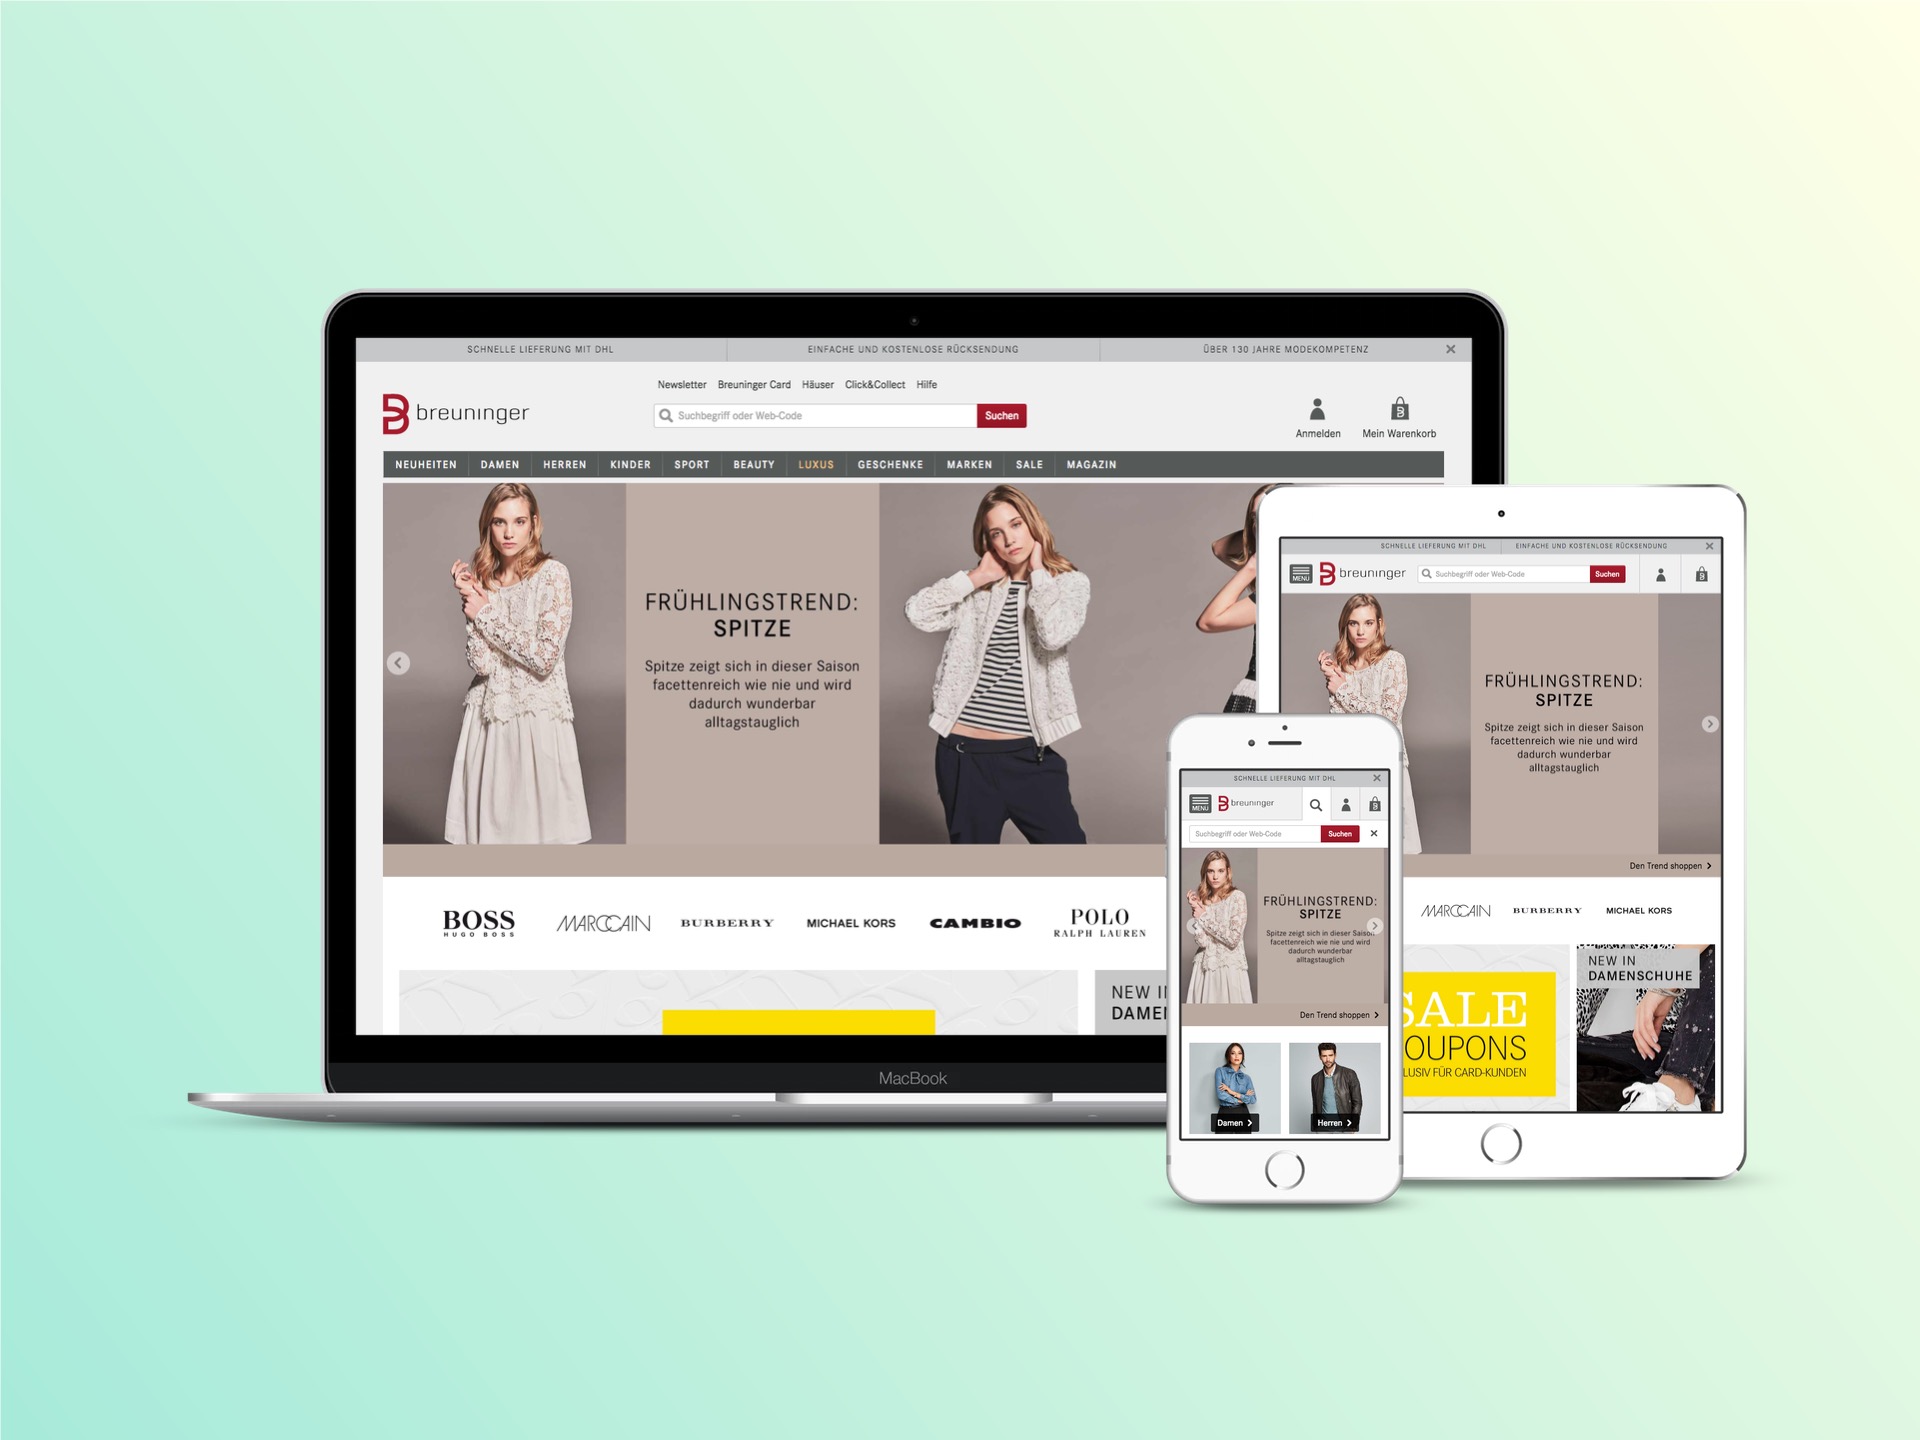 SCHNELLE LIEFERUNG MIT DHL
EINFACHE UND KOSTENLOSE RÜCKSENDUNG
ÜBER 130 JAHRE MODEKOMPETENZ
Newsletter Breuninger Card Häuser Click&Collect Hilfe
breuninger
Suchbegriff oder Web-Code
Suchen
Anmelden
Mein Warenkorb
NEUHEITEN DAMEN HERREN KINDER SPORT BEAUTY LUXUS GESCHENKE MARKEN SALE MAGAZIN
FRÜHLINGSTREND:
SPITZE
Spitze zeigt sich in dieser Saison
facettenreich wie nie und wird
dadurch wunderbar
alltagstauglich
BOSS
HUGO BOSS
MARCCAIN
BURBERRY
MICHAEL KORS
CAMBIO
POLO
RALPH LAUREN
NEW I
DAME
MacBook
SCHNELLE LIEFERUNG MIT DHL
EINFACHE UND KOSTENLOSE RÜCKSENDUNG
MENU
breuninger
Suchbegriff oder Web-Code
Suchen
FRÜHLINGSTREND:
SPITZE
Spitze zeigt sich in dieser Saison
facettenreich wie nie und wird
dadurch wunderbar
alltagstauglich
Den Trend shoppen
MARCCAIN
BURBERRY
MICHAEL KORS
SALE
OUPONS
LUSIV FÜR CARD-KUNDEN
NEW IN
DAMENSCHUHE
SCHNELLE LIEFERUNG MIT DHL
MENU
breuninger
Suchbegriff oder Web-Code
Suchen
FRÜHLINGSTREND:
SPITZE
Spitze zeigt sich in dieser Saison
facettenreich wie nie und wird
dadurch wunderbar
alltagstauglich
Den Trend shoppen
Damen
Herren